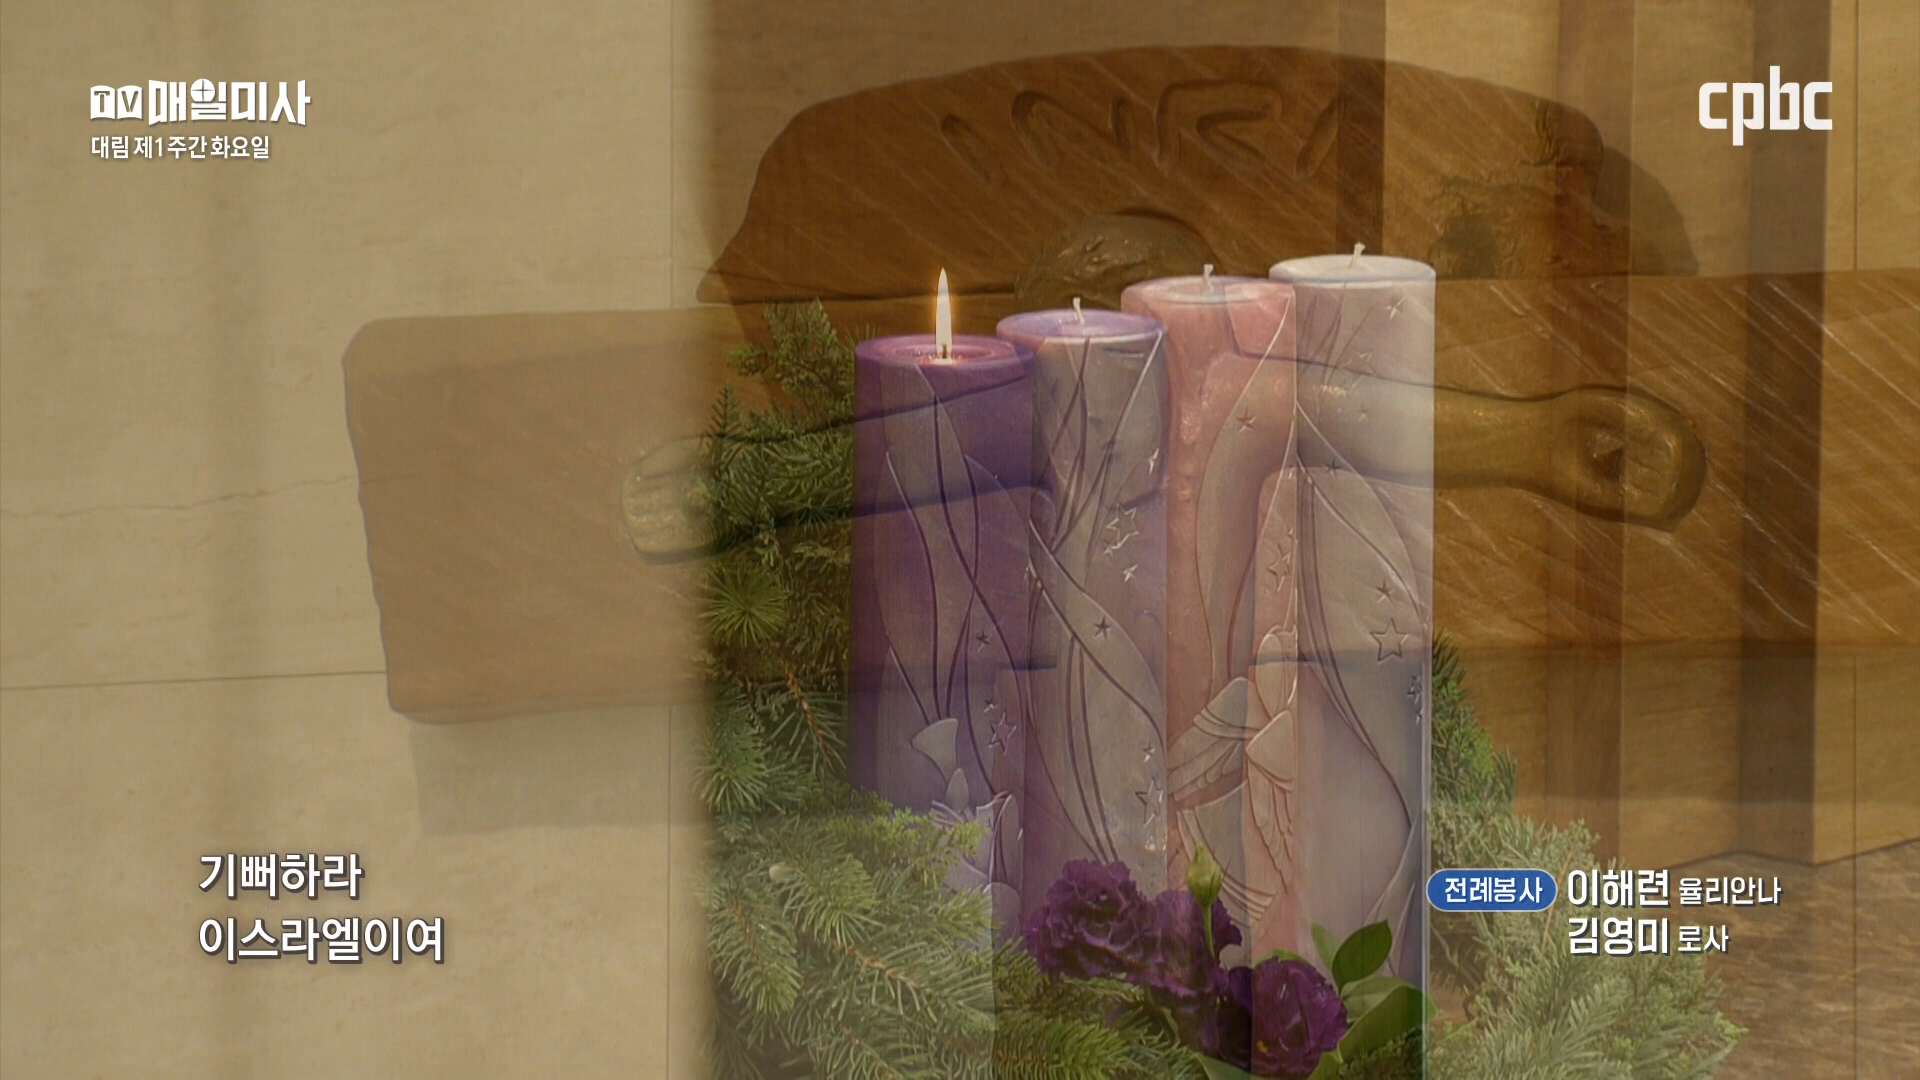 TV매일미사
대림 제1주간 화요일
cpbc
INRI
기뻐하라
이스라엘이여
전례봉사 이해련 율리안나
김영미 로사